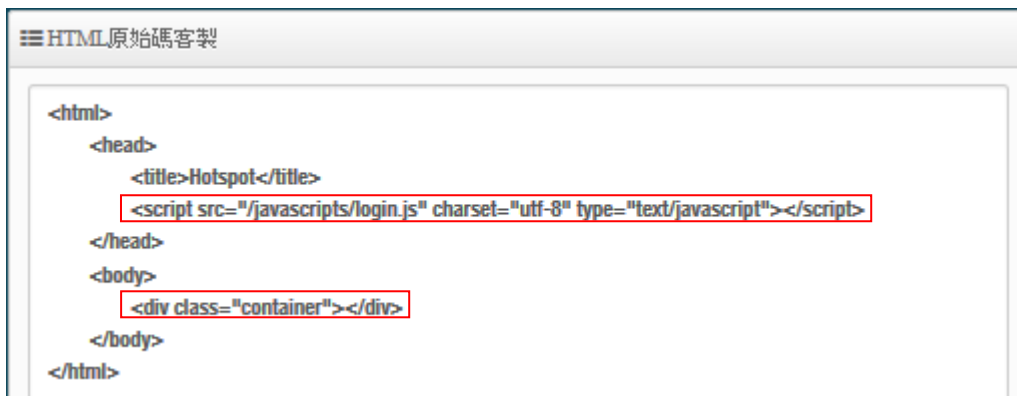 HTML原始碼客製
<html>
<head>
<title>Hotspot</title>
<script src="/javascripts/login.js" charset="utf-8" type="text/javascript"></script>
</head>
<body>
<div class="container"></div>
</body>
</html>